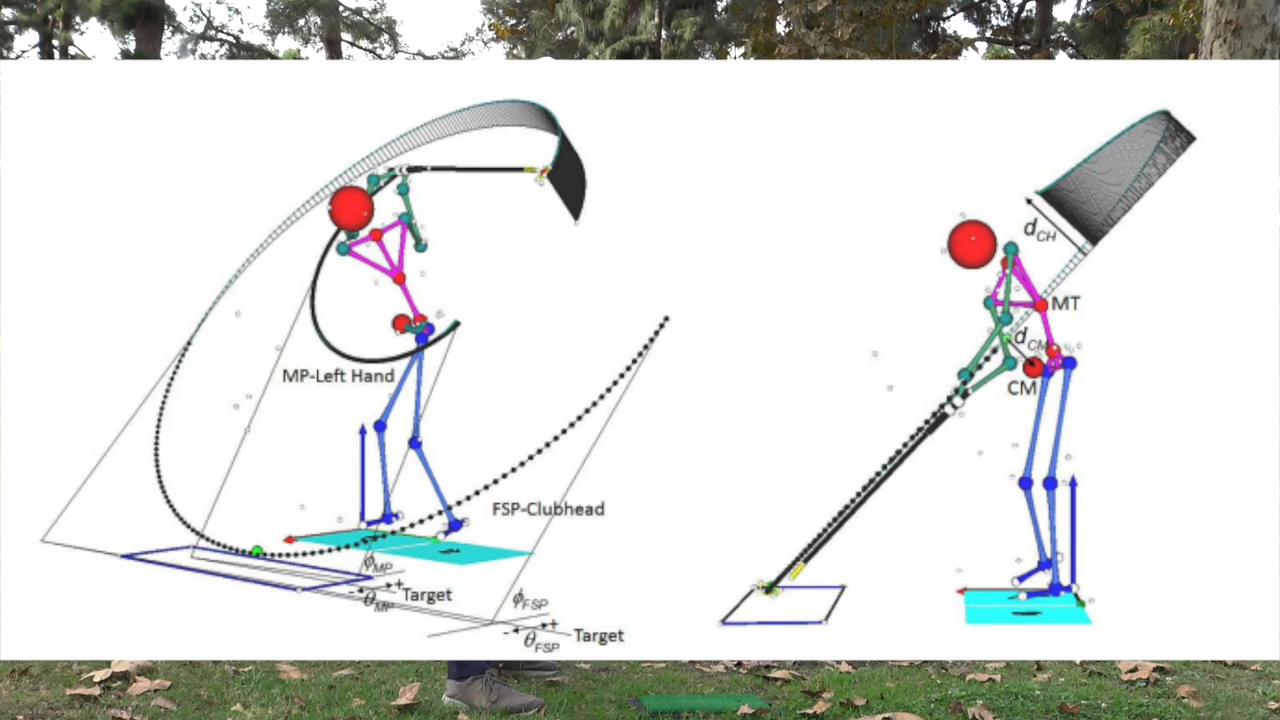 MP-Left Hand
FSP-Clubhead
ϕMP
- +
θMP
Target
ϕFSP
- +
θFSP
Target
dCH
MT
dCM
CM